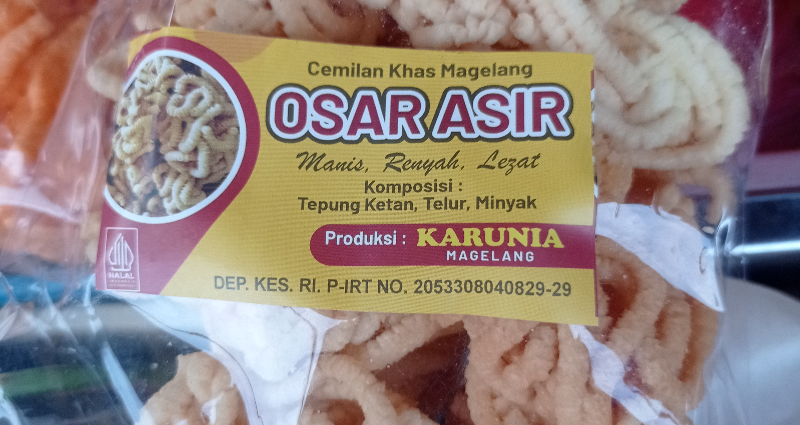 Cemilan Khas Magelang
OSAR ASIR
Manis, Renyah, Lezat
Komposisi :
Tepung Ketan, Telur, Minyak
Produksi : KARUNIA
MAGELANG
HALAL
DEP. KES. RI. P-IRT NO. 2053308040829-29